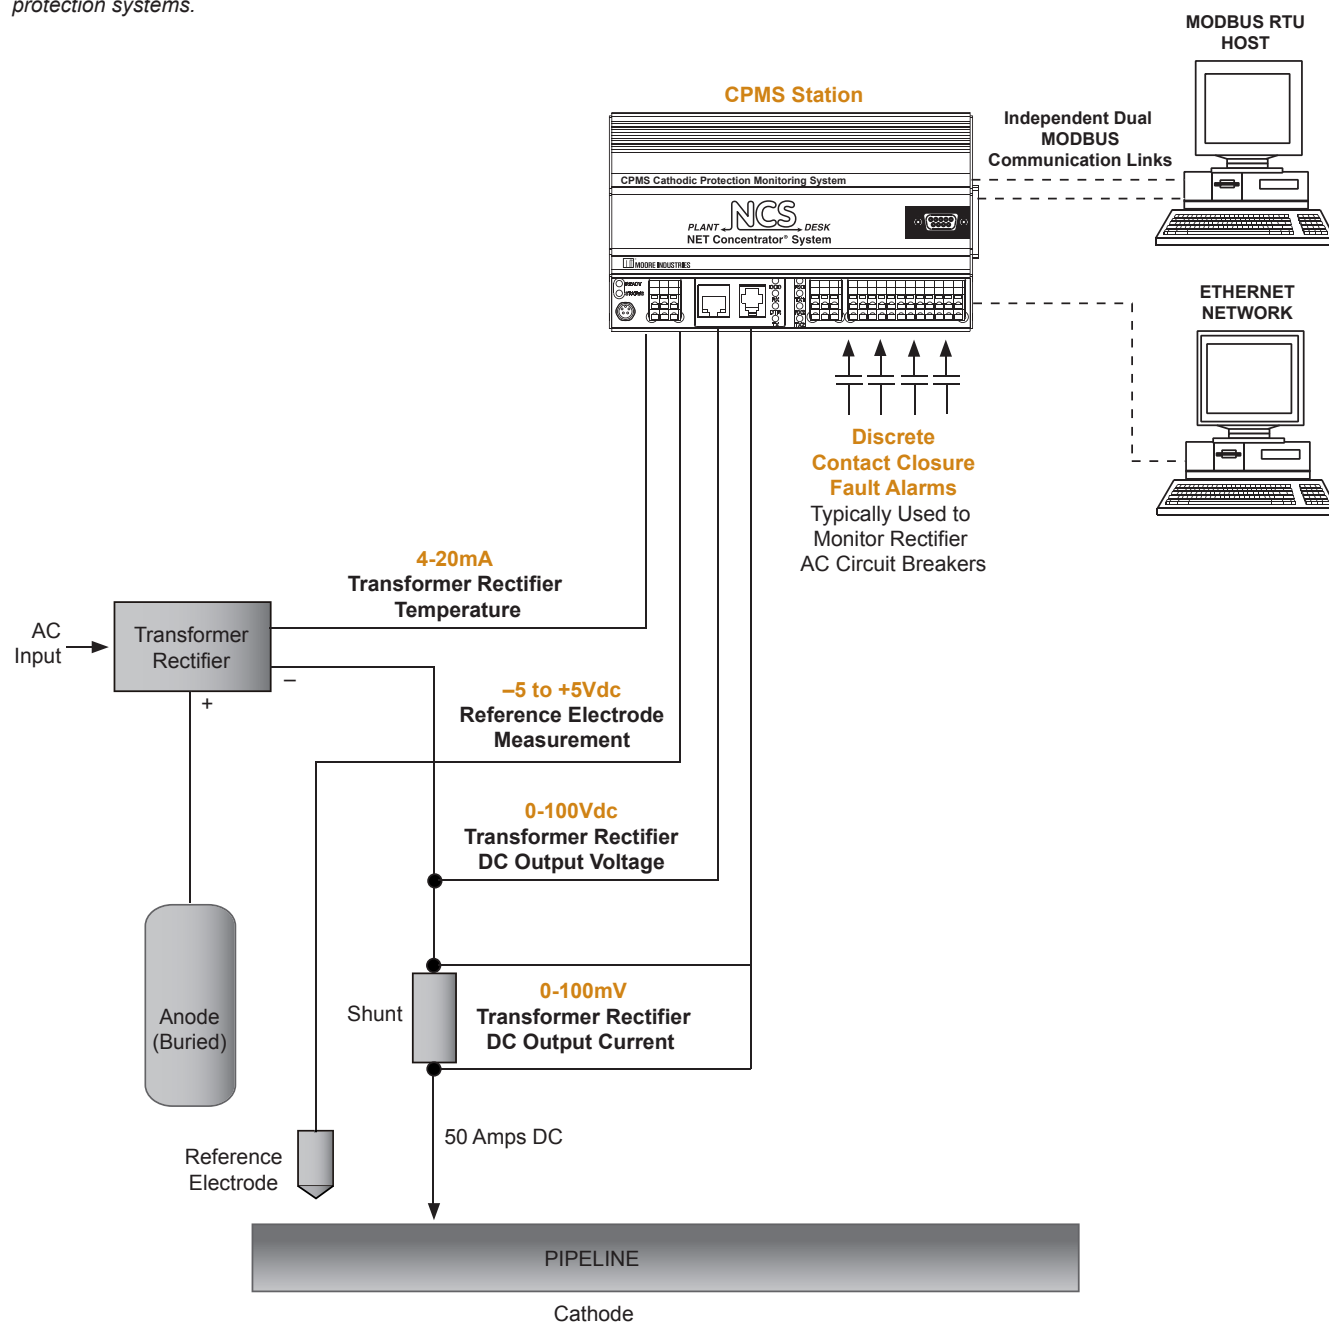 protection systems.
MODBUS RTU
HOST
CPMS Station
Independent Dual
MODBUS
Communication Links
CPMS Cathodic Protection Monitoring System
NCS
PLANT DESK
NET Concentrator® System
MOORE INDUSTRIES
READY
ETHERNET
NETWORK
Discrete
Contact Closure
Fault Alarms
Typically Used to
Monitor Rectifier
AC Circuit Breakers
4-20mA
Transformer Rectifier
Temperature
AC
Input
Transformer
Rectifier
–
+
–5 to +5Vdc
Reference Electrode
Measurement
0-100Vdc
Transformer Rectifier
DC Output Voltage
Shunt
0-100mV
Transformer Rectifier
DC Output Current
Anode
(Buried)
50 Amps DC
Reference
Electrode
PIPELINE
Cathode